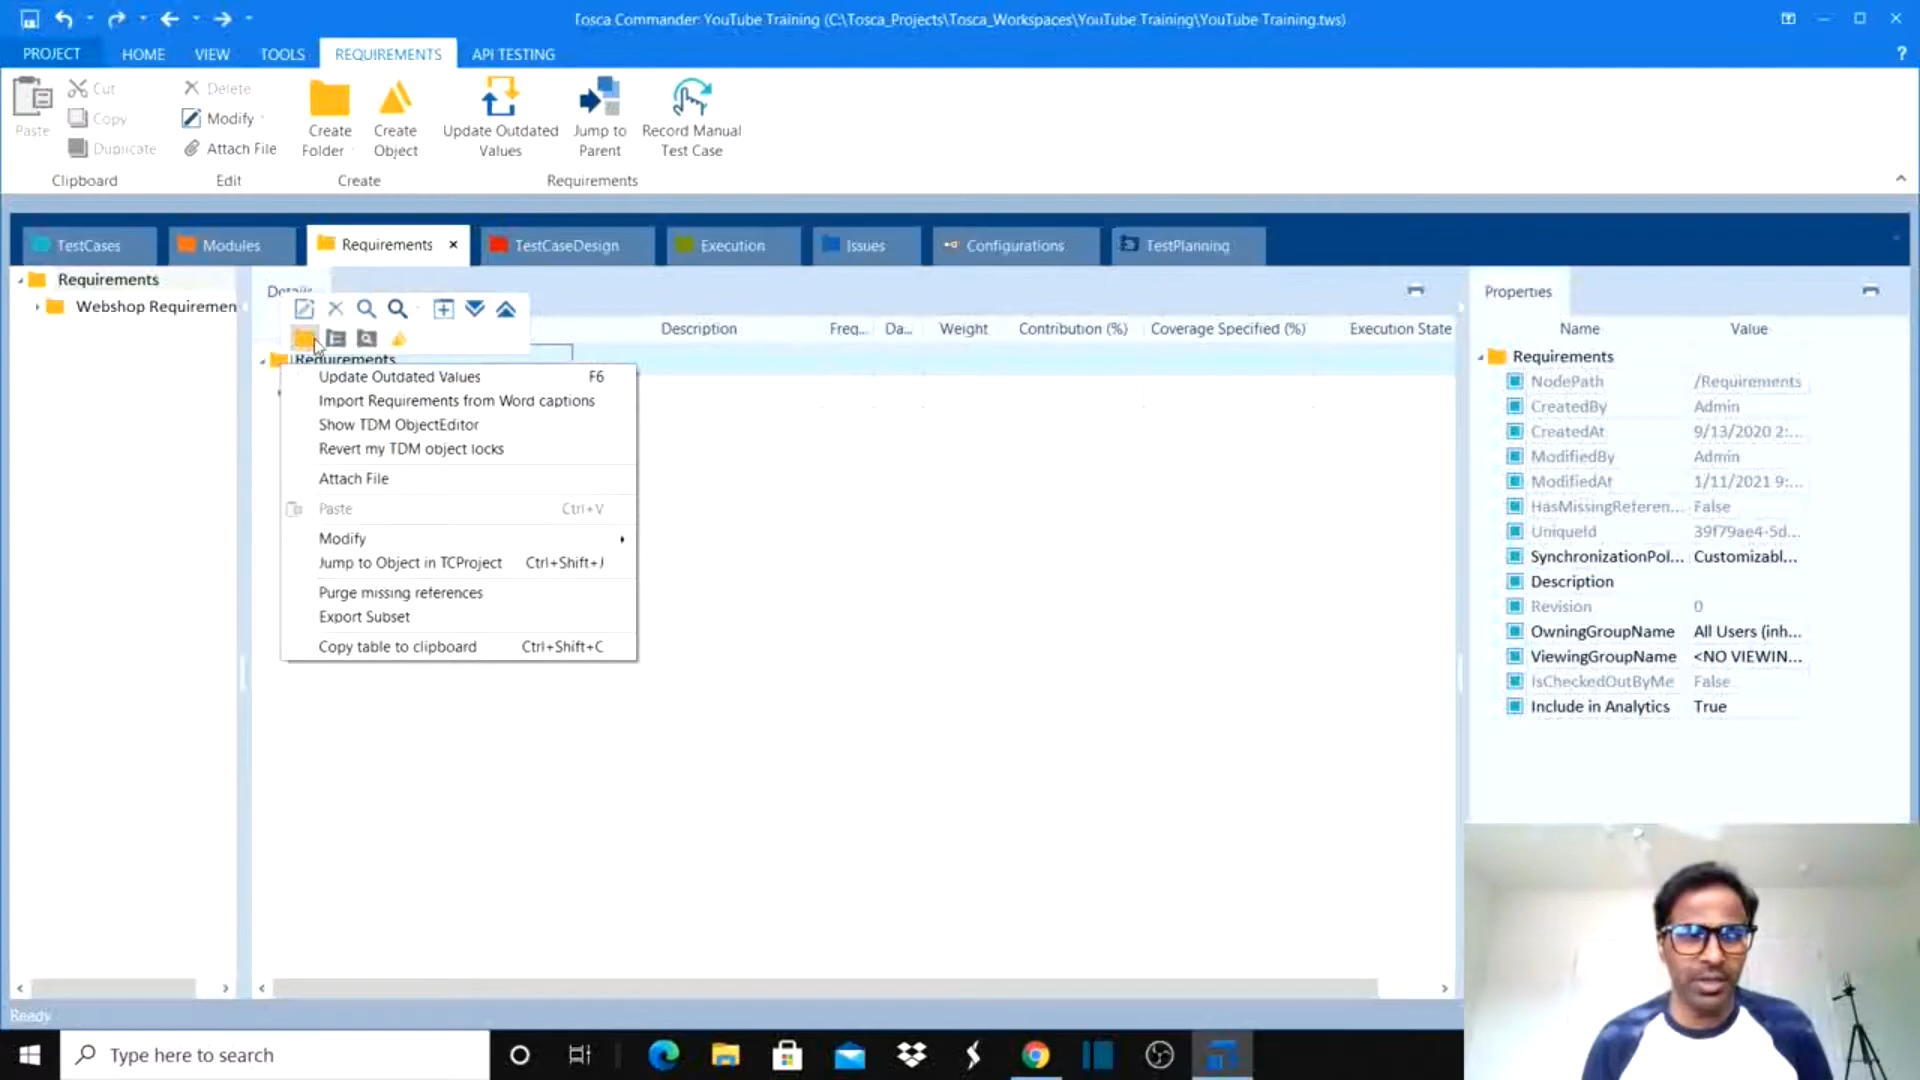 Tosca Commander: YouTube Training (C:\Tosca_Projects\Tosca_Workspaces\YouTube Training\YouTube Training.tws)
PROJECT HOME VIEW TOOLS REQUIREMENTS API TESTING ?
Paste
Cut
Copy
Duplicate
Clipboard
Delete
Modify
Attach File
Edit
Create Folder
Create Object
Create
Update Outdated Values
Jump to Parent
Record Manual Test Case
Requirements
TestCases Modules Requirements TestCaseDesign Execution Issues Configurations TestPlanning
Requirements
Webshop Requiremen
Details
Description Freq... Da... Weight Contribution (%) Coverage Specified (%) Execution State
Requirements
Update Outdated Values F6
Import Requirements from Word captions
Show TDM ObjectEditor
Revert my TDM object locks
Attach File
Paste Ctrl+V
Modify
Jump to Object in TCProject Ctrl+Shift+J
Purge missing references
Export Subset
Copy table to clipboard Ctrl+Shift+C
Properties
Name Value
Requirements
NodePath /Requirements
CreatedBy Admin
CreatedAt 9/13/2020 2:...
ModifiedBy Admin
ModifiedAt 1/11/2021 9:...
HasMissingReferen... False
UniqueId 39f79ae4-5d...
SynchronizationPol... Customizabl...
Description
Revision 0
OwningGroupName All Users (inh...
ViewingGroupName <NO VIEWIN...
IsCheckedOutByMe False
Include in Analytics True
Ready
Type here to search